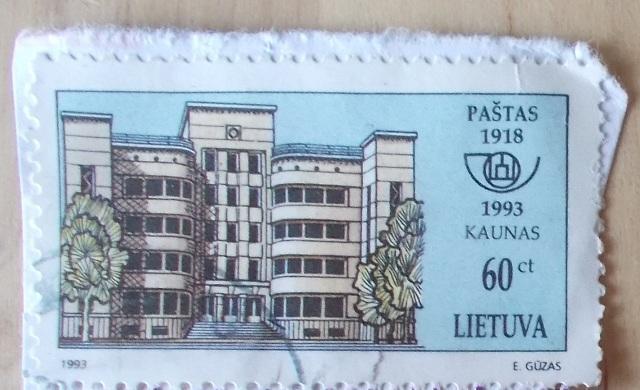 PAŠTAS
1918
1993
KAUNAS
60 ct
LIETUVA
1993
E. GŪZAS